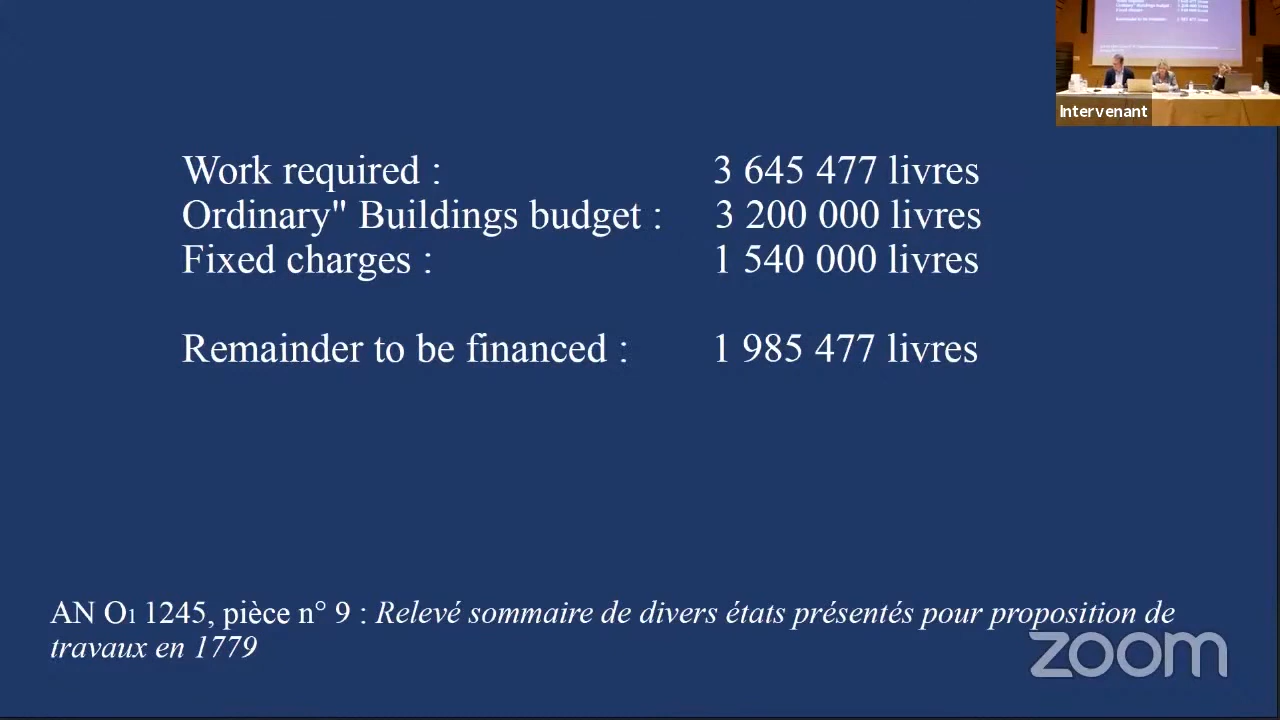 Intervenant
Work required : 3 645 477 livres
Ordinary" Buildings budget : 3 200 000 livres
Fixed charges : 1 540 000 livres
Remainder to be financed : 1 985 477 livres
AN O1 1245, pièce n° 9 : Relevé sommaire de divers états présentés pour proposition de
travaux en 1779
zoom